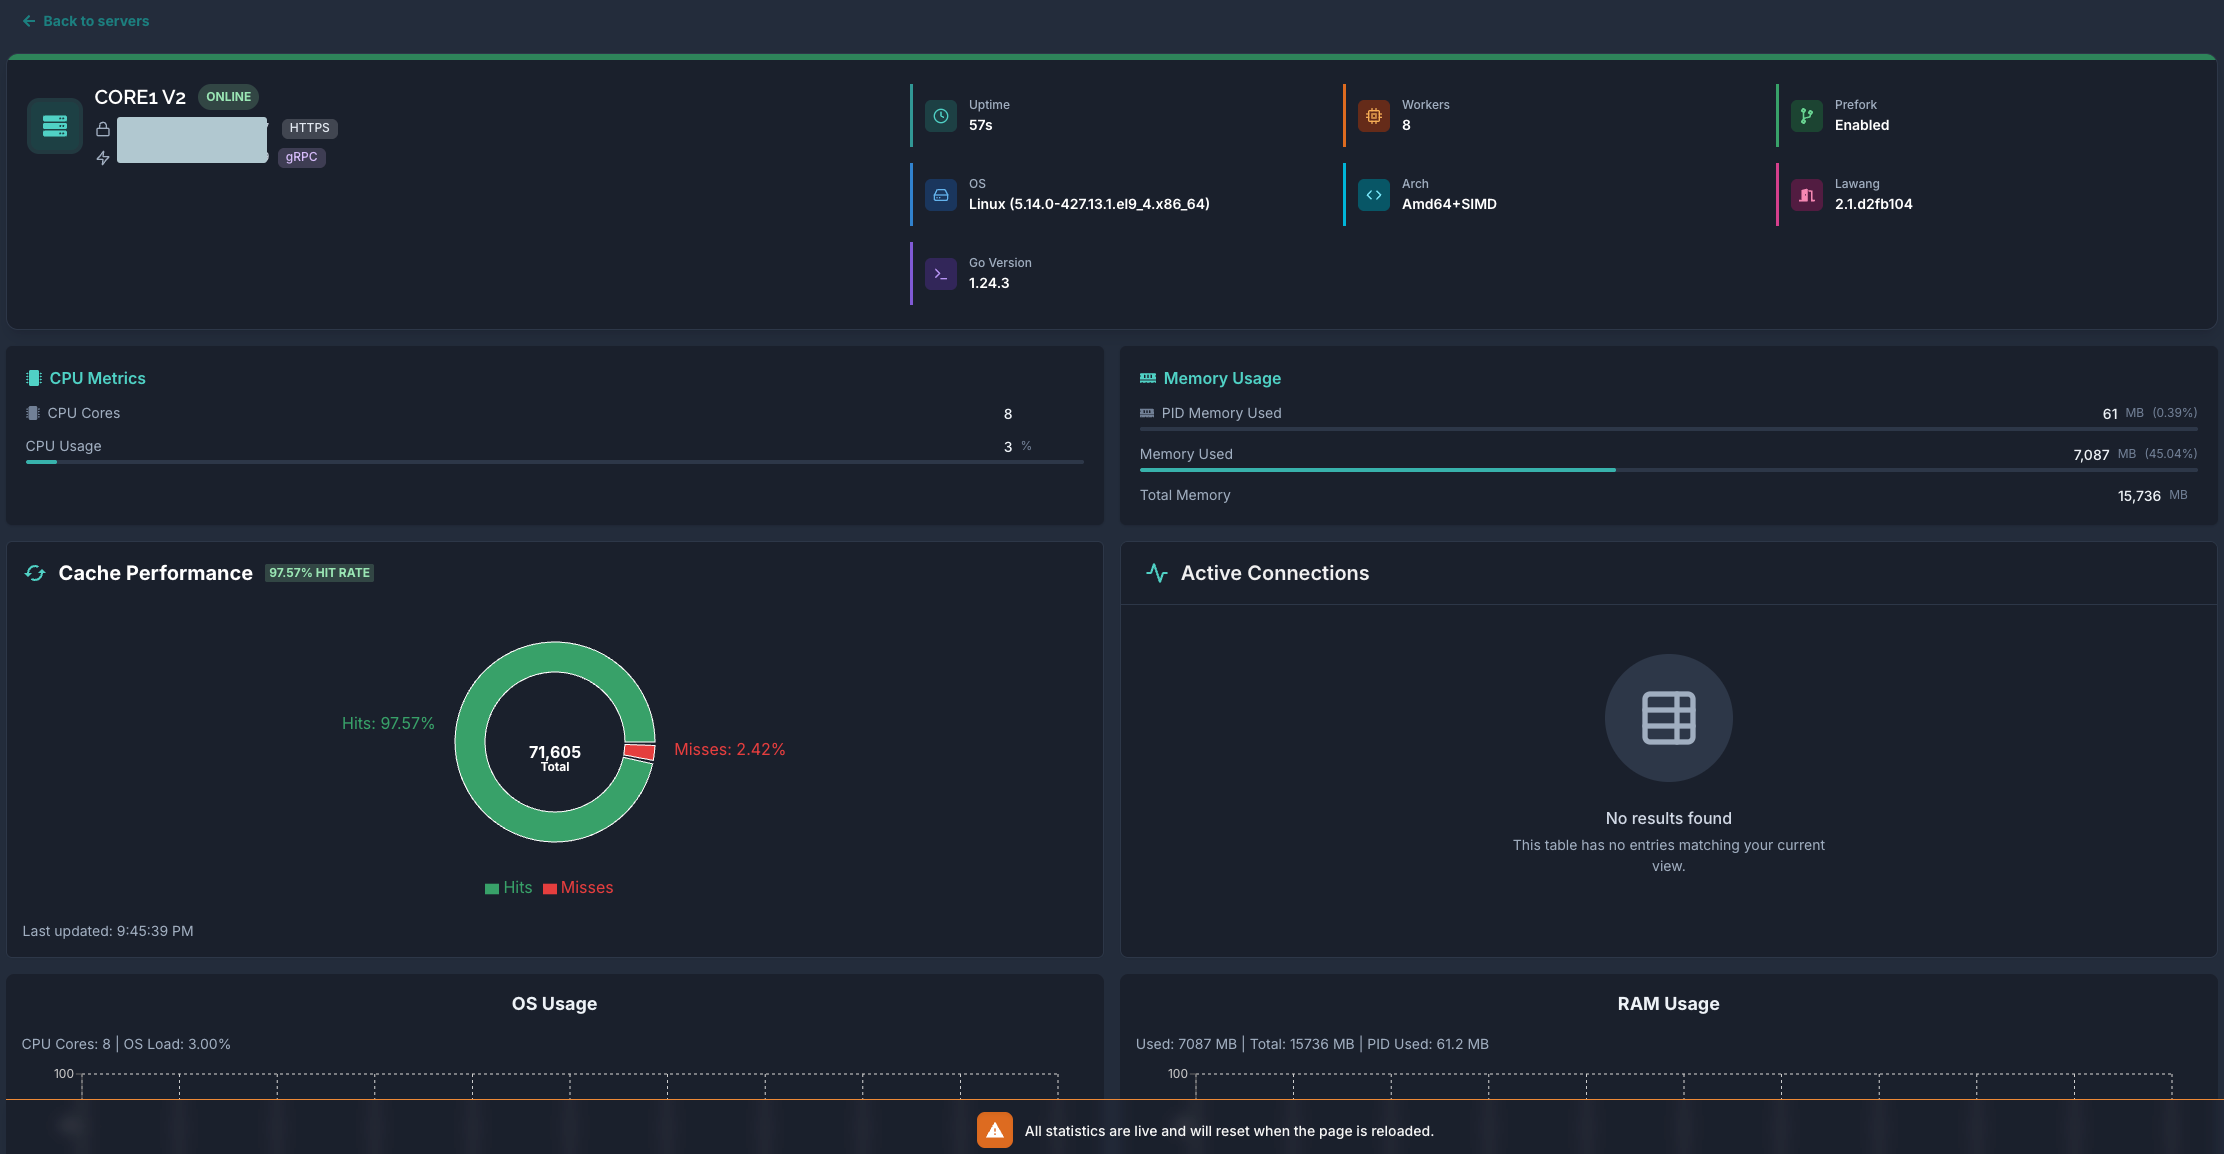 Back to servers
CORE1 V2
ONLINE
HTTPS
gRPC
Uptime
57s
Workers
8
Prefork
Enabled
OS
Linux (5.14.0-427.13.1.el9_4.x86_64)
Arch
Amd64+SIMD
Lawang
2.1.d2fb104
Go Version
1.24.3
CPU Metrics
CPU Cores 8
CPU Usage 3 %
Memory Usage
PID Memory Used 61 MB (0.39%)
Memory Used 7,087 MB (45.04%)
Total Memory 15,736 MB
Cache Performance 97.57% HIT RATE
Hits: 97.57%
71,605
Total
Misses: 2.42%
Hits Misses
Last updated: 9:45:39 PM
Active Connections
No results found
This table has no entries matching your current
view.
OS Usage
CPU Cores: 8 | OS Load: 3.00%
100
RAM Usage
Used: 7087 MB | Total: 15736 MB | PID Used: 61.2 MB
100
All statistics are live and will reset when the page is reloaded.